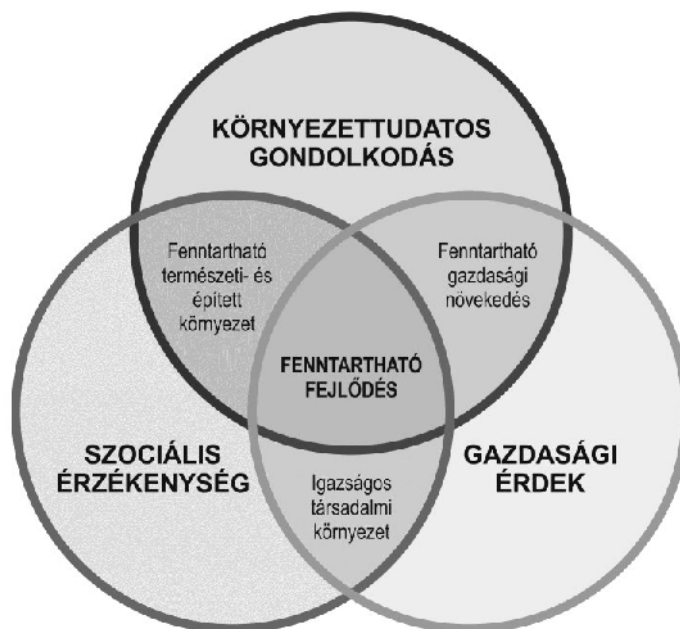 KÖRNYEZETTUDATOS
GONDOLKODÁS
Fenntartható
természeti- és
épített
környezet
Fenntartható
gazdasági
növekedés
FENNTARTHATÓ
FEJLŐDÉS
SZOCIÁLIS
ÉRZÉKENYSÉG
GAZDASÁGI
ÉRDEK
Igazságos
társadalmi
környezet